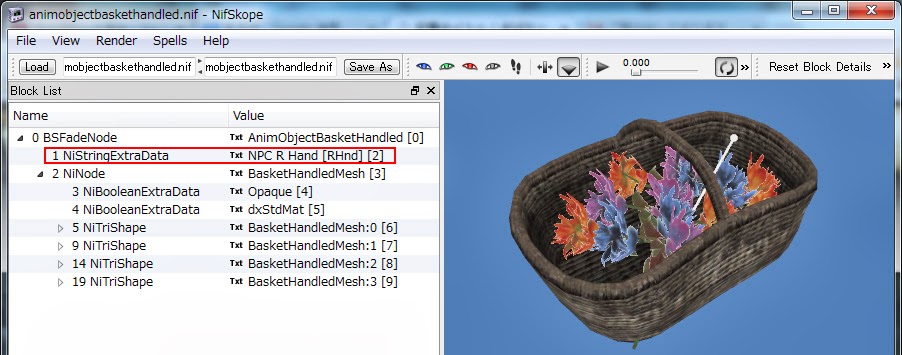 animobjectbaskethandled.nif - NifSkope
File View Render Spells Help
Load mobjectbaskethandled.nif mobjectbaskethandled.nif Save As 0.000 Reset Block Details »
Block List
Name Value
0 BSFadeNode Txt AnimObjectBasketHandled [0]
1 NiStringExtraData Txt NPC R Hand [RHnd] [2]
2 NiNode Txt BasketHandledMesh [3]
3 NiBooleanExtraData Txt Opaque [4]
4 NiBooleanExtraData Txt dxStdMat [5]
5 NiTriShape Txt BasketHandledMesh:0 [6]
9 NiTriShape Txt BasketHandledMesh:1 [7]
14 NiTriShape Txt BasketHandledMesh:2 [8]
19 NiTriShape Txt BasketHandledMesh:3 [9]